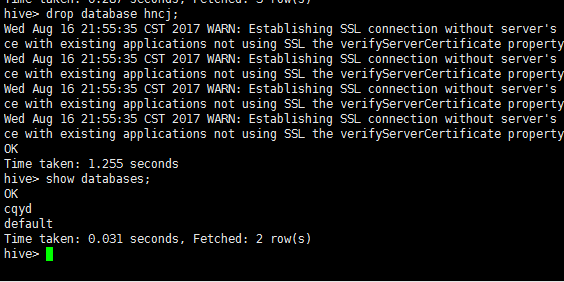 hive> drop database hncj;
Wed Aug 16 21:55:35 CST 2017 WARN: Establishing SSL connection without server's
ce with existing applications not using SSL the verifyServerCertificate property
Wed Aug 16 21:55:35 CST 2017 WARN: Establishing SSL connection without server's
ce with existing applications not using SSL the verifyServerCertificate property
Wed Aug 16 21:55:35 CST 2017 WARN: Establishing SSL connection without server's
ce with existing applications not using SSL the verifyServerCertificate property
Wed Aug 16 21:55:35 CST 2017 WARN: Establishing SSL connection without server's
ce with existing applications not using SSL the verifyServerCertificate property
OK
Time taken: 1.255 seconds
hive> show databases;
OK
cqyd
default
Time taken: 0.031 seconds, Fetched: 2 row(s)
hive>